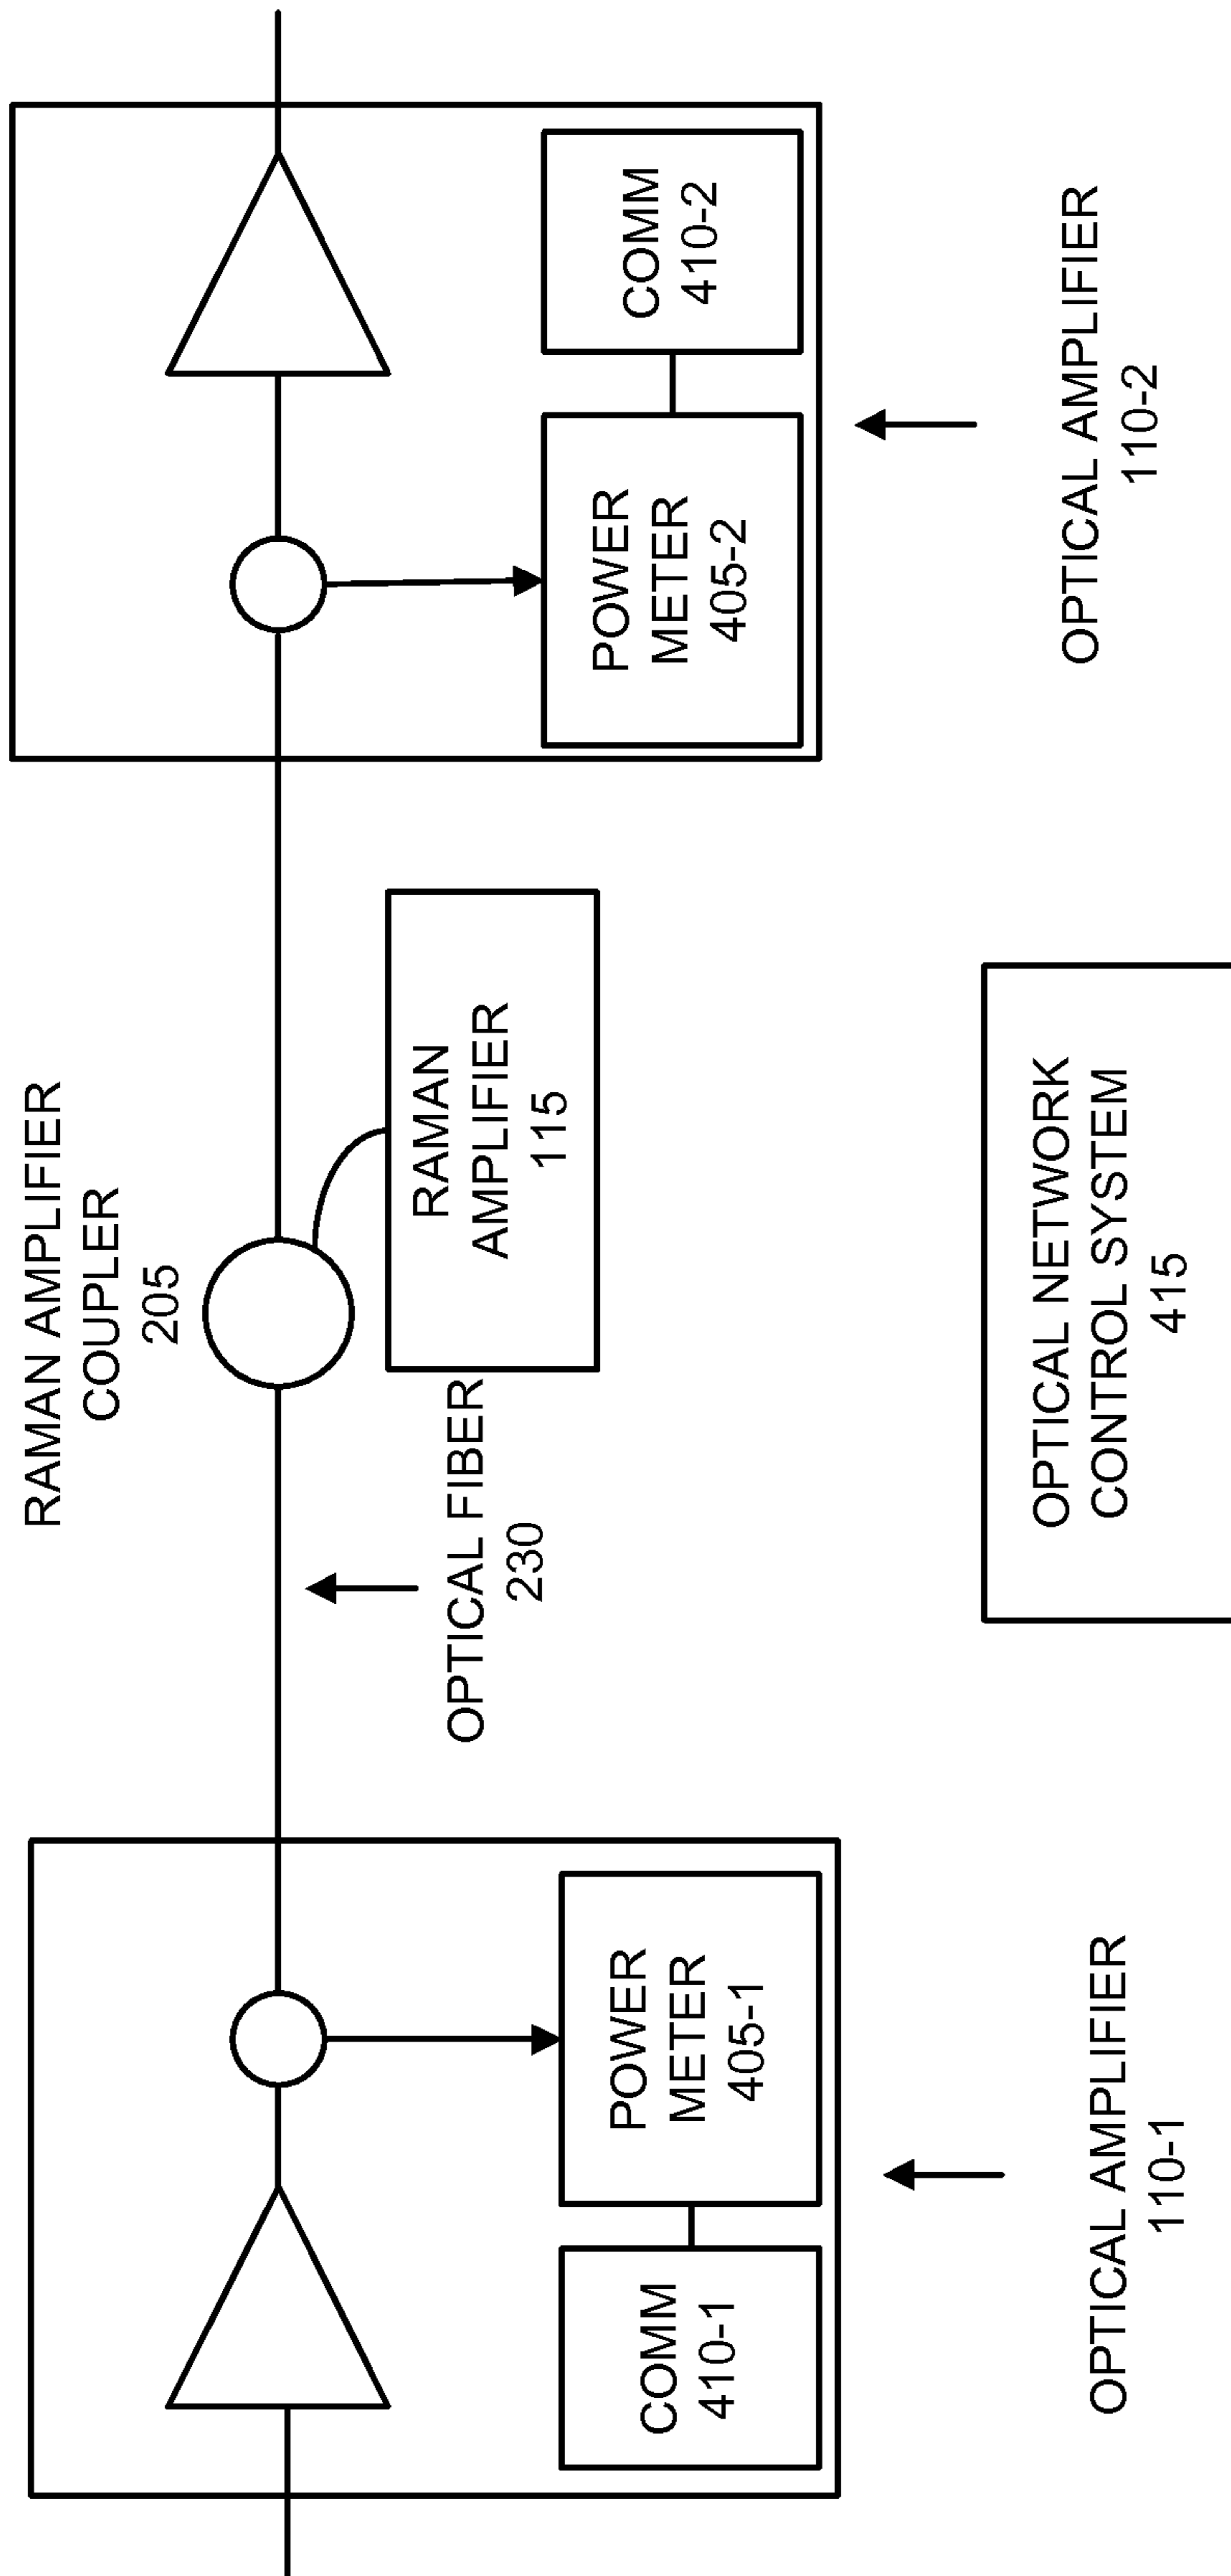 RAMAN AMPLIFIER
COUPLER
205
OPTICAL FIBER
230
RAMAN
AMPLIFIER
115
COMM
410-1
POWER
METER
405-1
POWER
METER
405-2
COMM
410-2
OPTICAL AMPLIFIER
110-1
OPTICAL NETWORK
CONTROL SYSTEM
415
OPTICAL AMPLIFIER
110-2